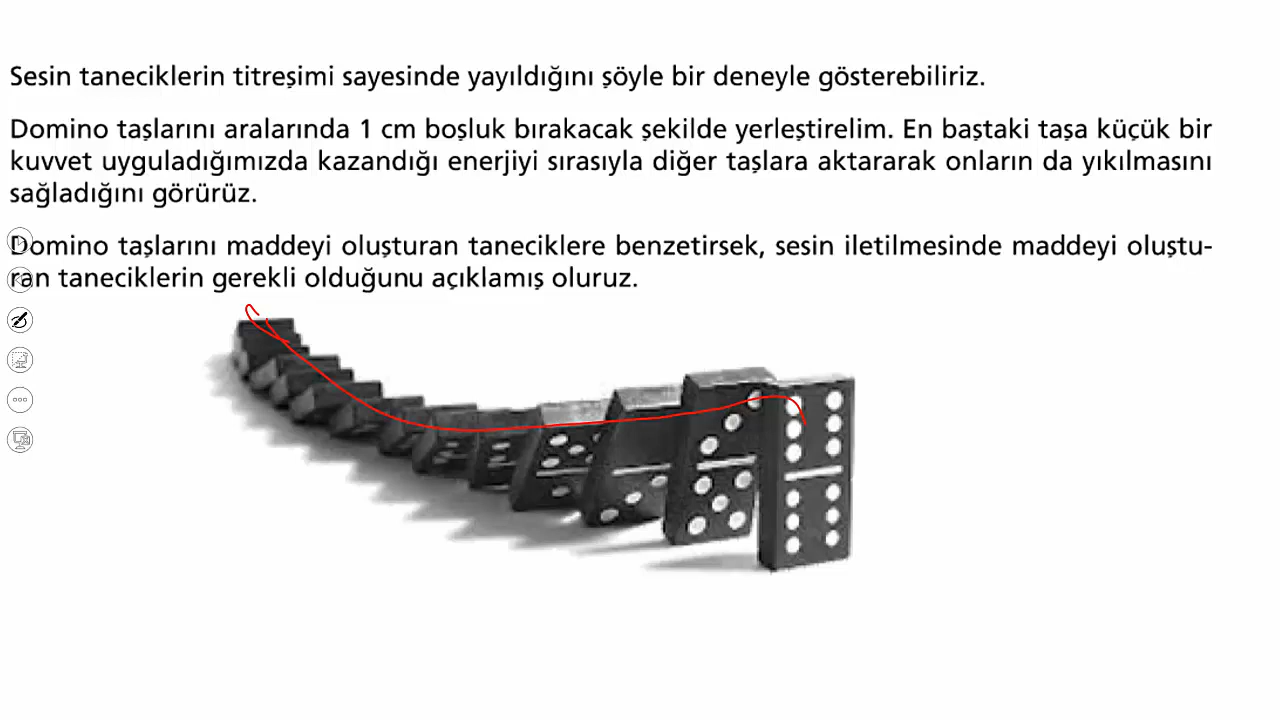 Sesin taneciklerin titreşimi sayesinde yayıldığını şöyle bir deneyle gösterebiliriz.
Domino taşlarını aralarında 1 cm boşluk bırakacak şekilde yerleştirelim. En baştaki taşa küçük bir
kuvvet uyguladığımızda kazandığı enerjiyi sırasıyla diğer taşlara aktararak onların da yıkılmasını
sağladığını görürüz.
Domino taşlarını maddeyi oluşturan taneciklere benzetirsek, sesin iletilmesinde maddeyi oluştu-
ran taneciklerin gerekli olduğunu açıklamış oluruz.